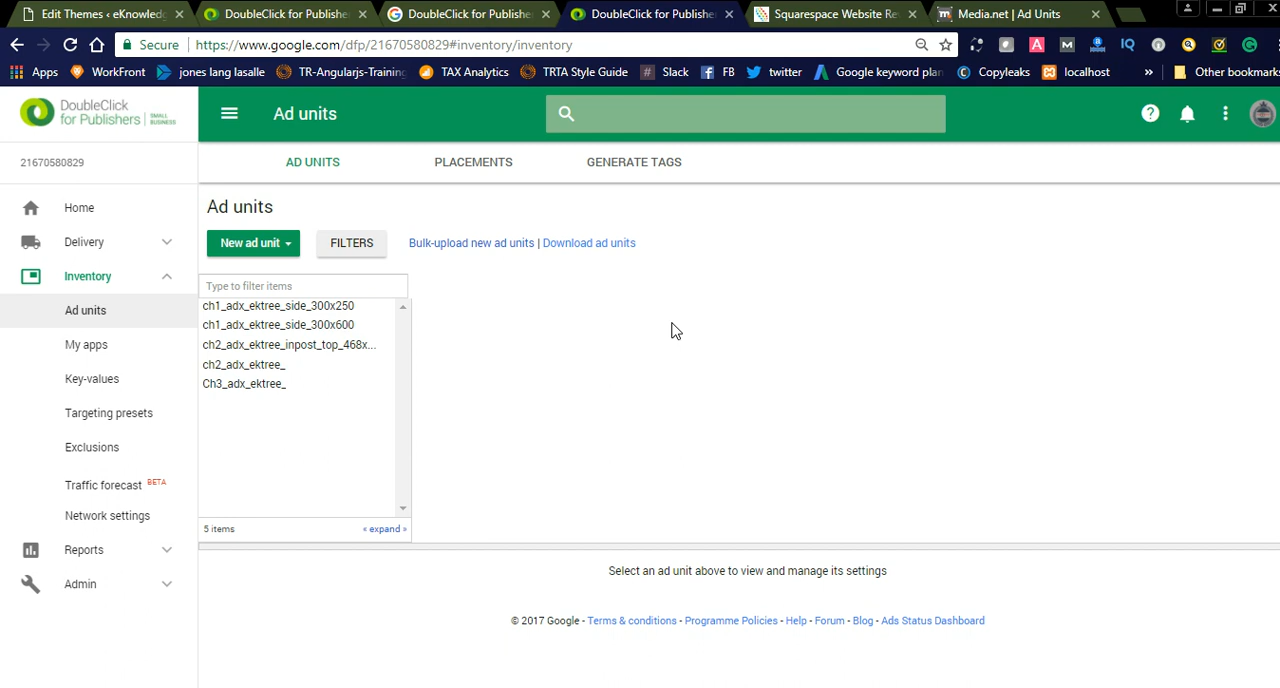 Edit Themes ‹ eKnowled
DoubleClick for Publishe
DoubleClick for Publishe
DoubleClick for Publishe
Squarespace Website Re
Media.net | Ad Units
Secure
https://www.google.com/dfp/21670580829#inventory/inventory
Apps
WorkFront
jones lang lasalle
TR-Angularjs-Training
TAX Analytics
TRTA Style Guide
Slack
FB
twitter
Google keyword plan
Copyleaks
localhost
»
Other bookmarks
DoubleClick
for Publishers
SMALL
BUSINESS
Ad units
21670580829
AD UNITS
PLACEMENTS
GENERATE TAGS
Home
Delivery
Inventory
Ad units
My apps
Key-values
Targeting presets
Exclusions
Traffic forecast BETA
Network settings
Reports
Admin
Ad units
New ad unit
FILTERS
Bulk-upload new ad units | Download ad units
Type to filter items
ch1_adx_ektree_side_300x250
ch1_adx_ektree_side_300x600
ch2_adx_ektree_inpost_top_468x...
ch2_adx_ektree_
Ch3_adx_ektree_
5 items
« expand »
Select an ad unit above to view and manage its settings
© 2017 Google - Terms & conditions - Programme Policies - Help - Forum - Blog - Ads Status Dashboard